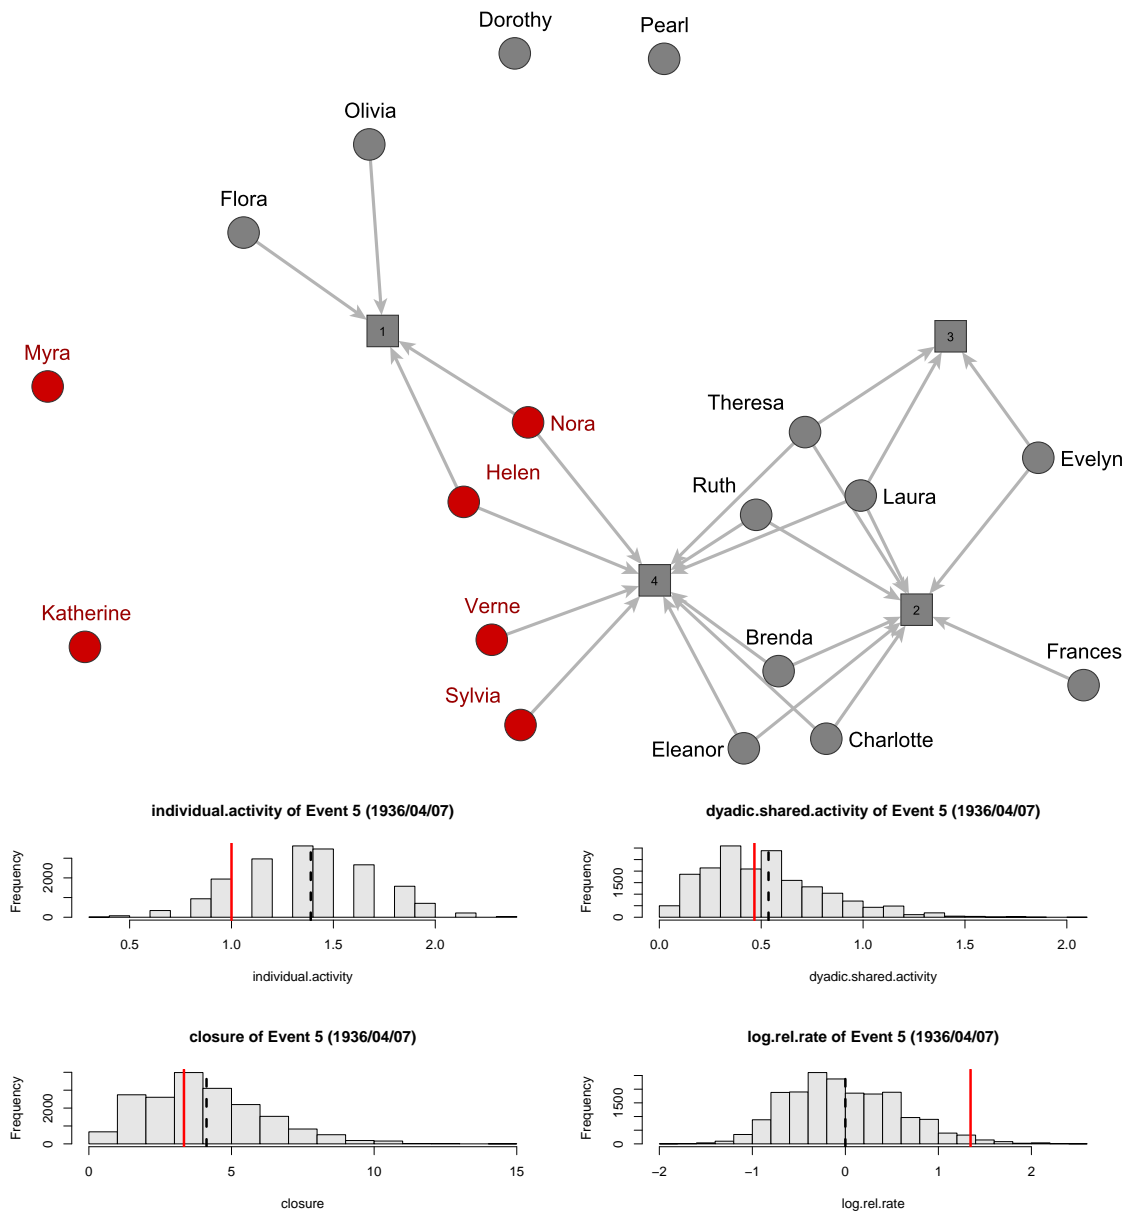 Dorothy
Pearl
Olivia
Flora
1
3
Myra
Theresa
Nora
Evelyn
Helen
Ruth
Laura
4
2
Katherine
Verne
Brenda
Frances
Sylvia
Eleanor
Charlotte
individual.activity of Event 5 (1936/04/07)
Frequency
0 2000
0.5 1.0 1.5 2.0
individual.activity
dyadic.shared.activity of Event 5 (1936/04/07)
Frequency
0 1500
0.0 0.5 1.0 1.5 2.0
dyadic.shared.activity
closure of Event 5 (1936/04/07)
Frequency
0 2000
0 5 10 15
closure
log.rel.rate of Event 5 (1936/04/07)
Frequency
0 1500
−2 −1 0 1 2
log.rel.rate